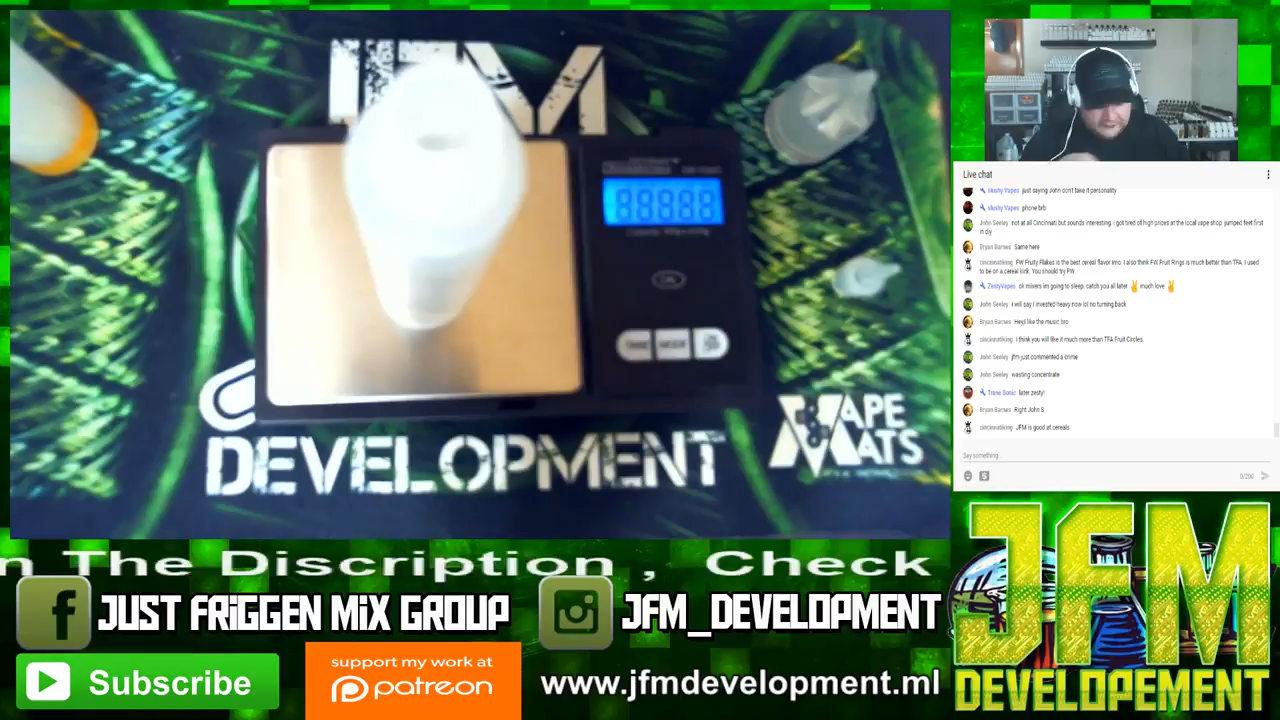 JFM
DEVELOPMENT
VAPE
& MATS
MODE
Live chat
slushy Vapes just saying John don't take it personality
slushy Vapes phone brb
John Seeley not at all Cincinnati but sounds interesting. i got tired of high prices at the local vape shop. jumped feet first
in diy
Bryan Barnes Same here
cincinnatiking FW Fruity Flakes is the best cereal flavor imo. I also think FW Fruit Rings is much better than TFA. I used
to be on a cereal kick. You should try FW.
ZestyVapes ok mixers im going to sleep. catch you all later much love
John Seeley i will say I invested heavy now lol no turning back
Bryan Barnes HeyJ like the music bro
cincinnatiking I think you will like it much more than TFA Fruit Circles.
John Seeley jfm just commented a crime
John Seeley wasting concentrate
Trane Sonic later zesty!
Bryan Barnes Right John S
cincinnatiking JFM is good at cereals
Say something...
0/200
n The Discription , Check
JUST FRIGGEN MIX GROUP
JFM_DEVELOPMENT
Subscribe
support my work at
patreon
www.jfmdevelopment.ml
JFM
DEVELOPEMENT